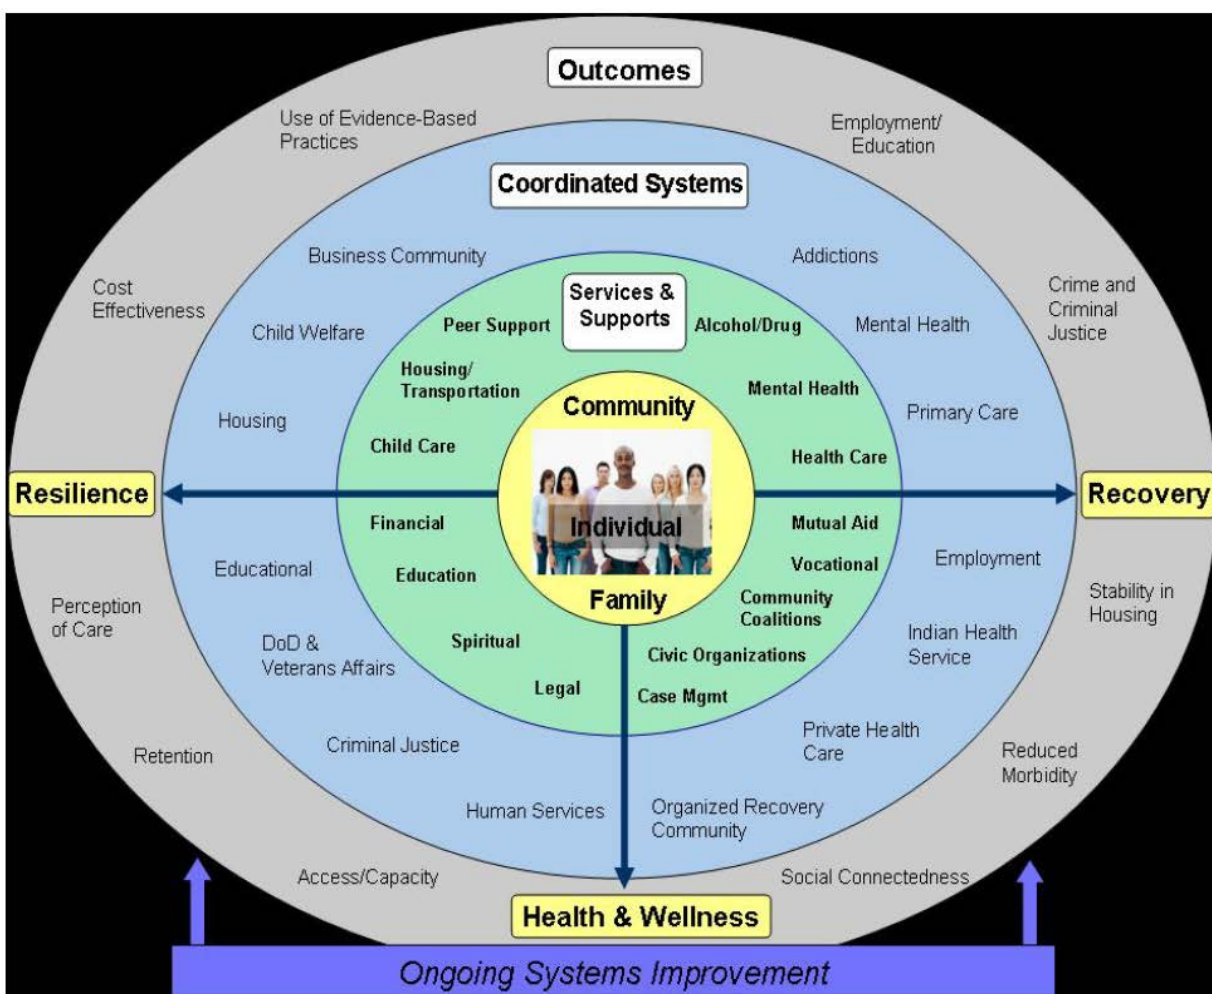 Outcomes
Use of Evidence-Based
Practices
Employment/
Education
Cost
Effectiveness
Crime and
Criminal
Justice
Coordinated Systems
Business Community
Addictions
Child Welfare
Mental Health
Housing
Primary Care
Services &
Supports
Peer Support
Alcohol/Drug
Housing/
Transportation
Mental Health
Child Care
Health Care
Community
Individual
Family
Resilience
Recovery
Financial
Mutual Aid
Education
Vocational
Spiritual
Community
Coalitions
Legal
Civic Organizations
Case Mgmt
Educational
Employment
DoD &
Veterans Affairs
Indian Health
Service
Criminal Justice
Private Health
Care
Human Services
Organized Recovery
Community
Perception
of Care
Stability in
Housing
Retention
Reduced
Morbidity
Access/Capacity
Social Connectedness
Health & Wellness
Ongoing Systems Improvement